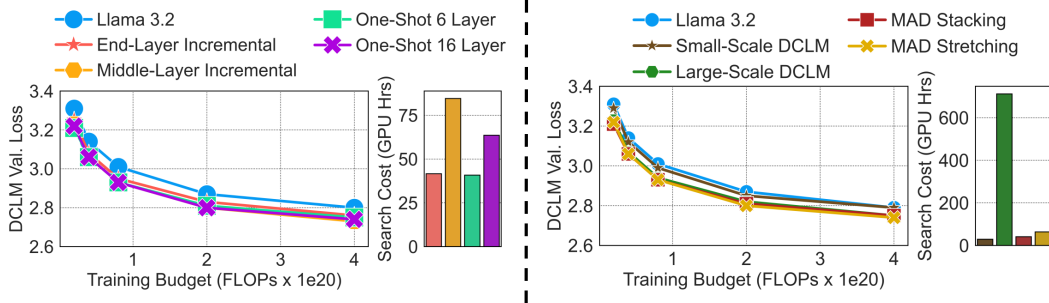 Llama 3.2
End-Layer Incremental
Middle-Layer Incremental
One-Shot 6 Layer
One-Shot 16 Layer
DCLM Val. Loss
3.4
3.2
3.0
2.8
2.6
1
2
3
4
Training Budget (FLOPs x 1e20)
Search Cost (GPU Hrs)
75
50
25
0
Llama 3.2
Small-Scale DCLM
Large-Scale DCLM
MAD Stacking
MAD Stretching
DCLM Val. Loss
3.4
3.2
3.0
2.8
2.6
1
2
3
4
Training Budget (FLOPs x 1e20)
Search Cost (GPU Hrs)
600
400
200
0